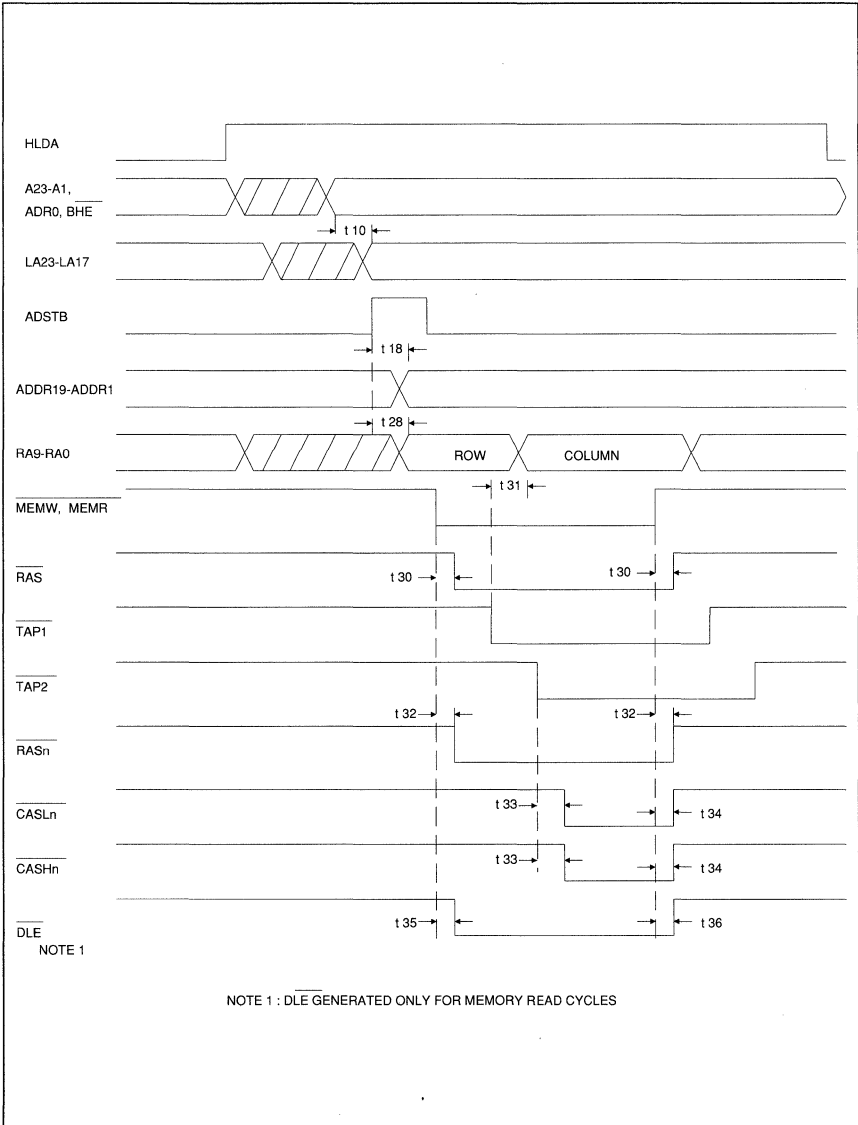 HLDA
A23-A1,
ADR0, BHE
t 10
LA23-LA17
ADSTB
t 18
ADDR19-ADDR1
t 28
RA9-RA0
ROW
COLUMN
t 31
MEMW, MEMR
t 30
t 30
RAS
TAP1
TAP2
t 32
t 32
RASn
t 33
t 34
CASLn
t 33
t 34
CASHn
t 35
t 36
DLE
NOTE 1
NOTE 1 : DLE GENERATED ONLY FOR MEMORY READ CYCLES